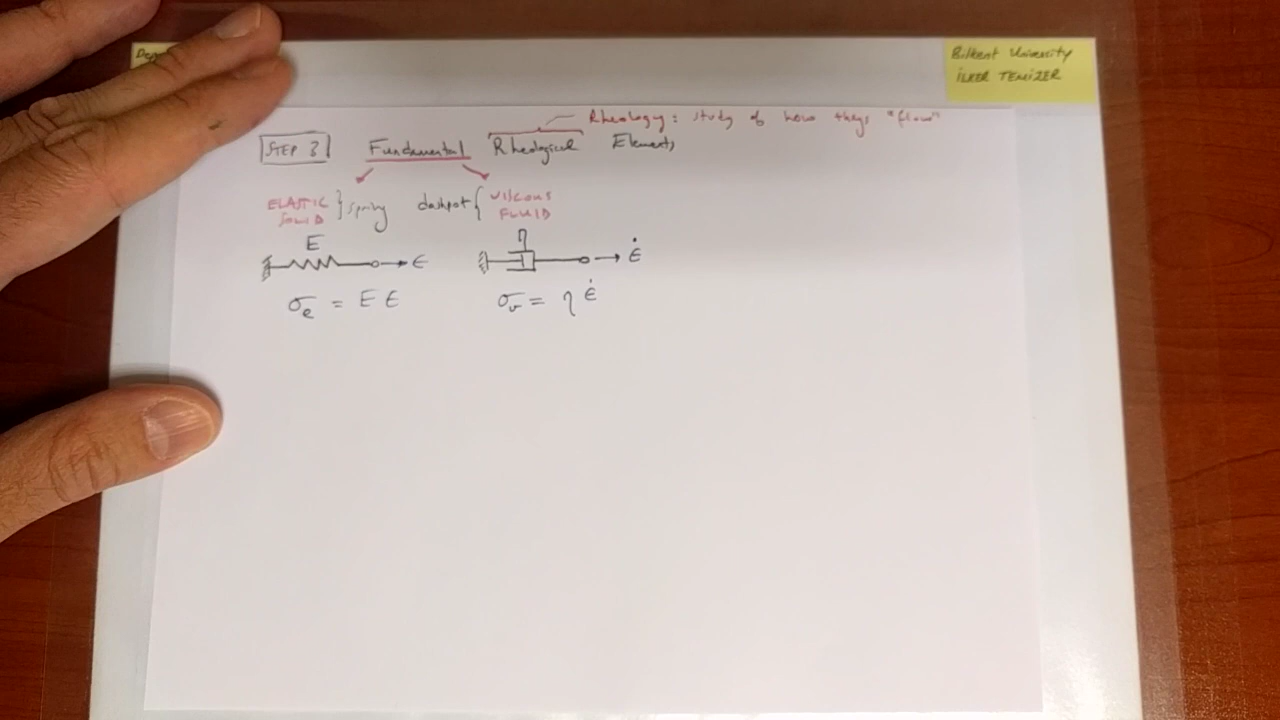 Bilkent University
İLKER TEMİZER
Rheology : study of how thgs "flow"
STEP 3 Fundamental Rheological Elements
ELASTIC SOLID } spring dashpot { VISCOUS FLUID
E η
ϵ ϵ̇
σe = E ϵ σv = η ϵ̇